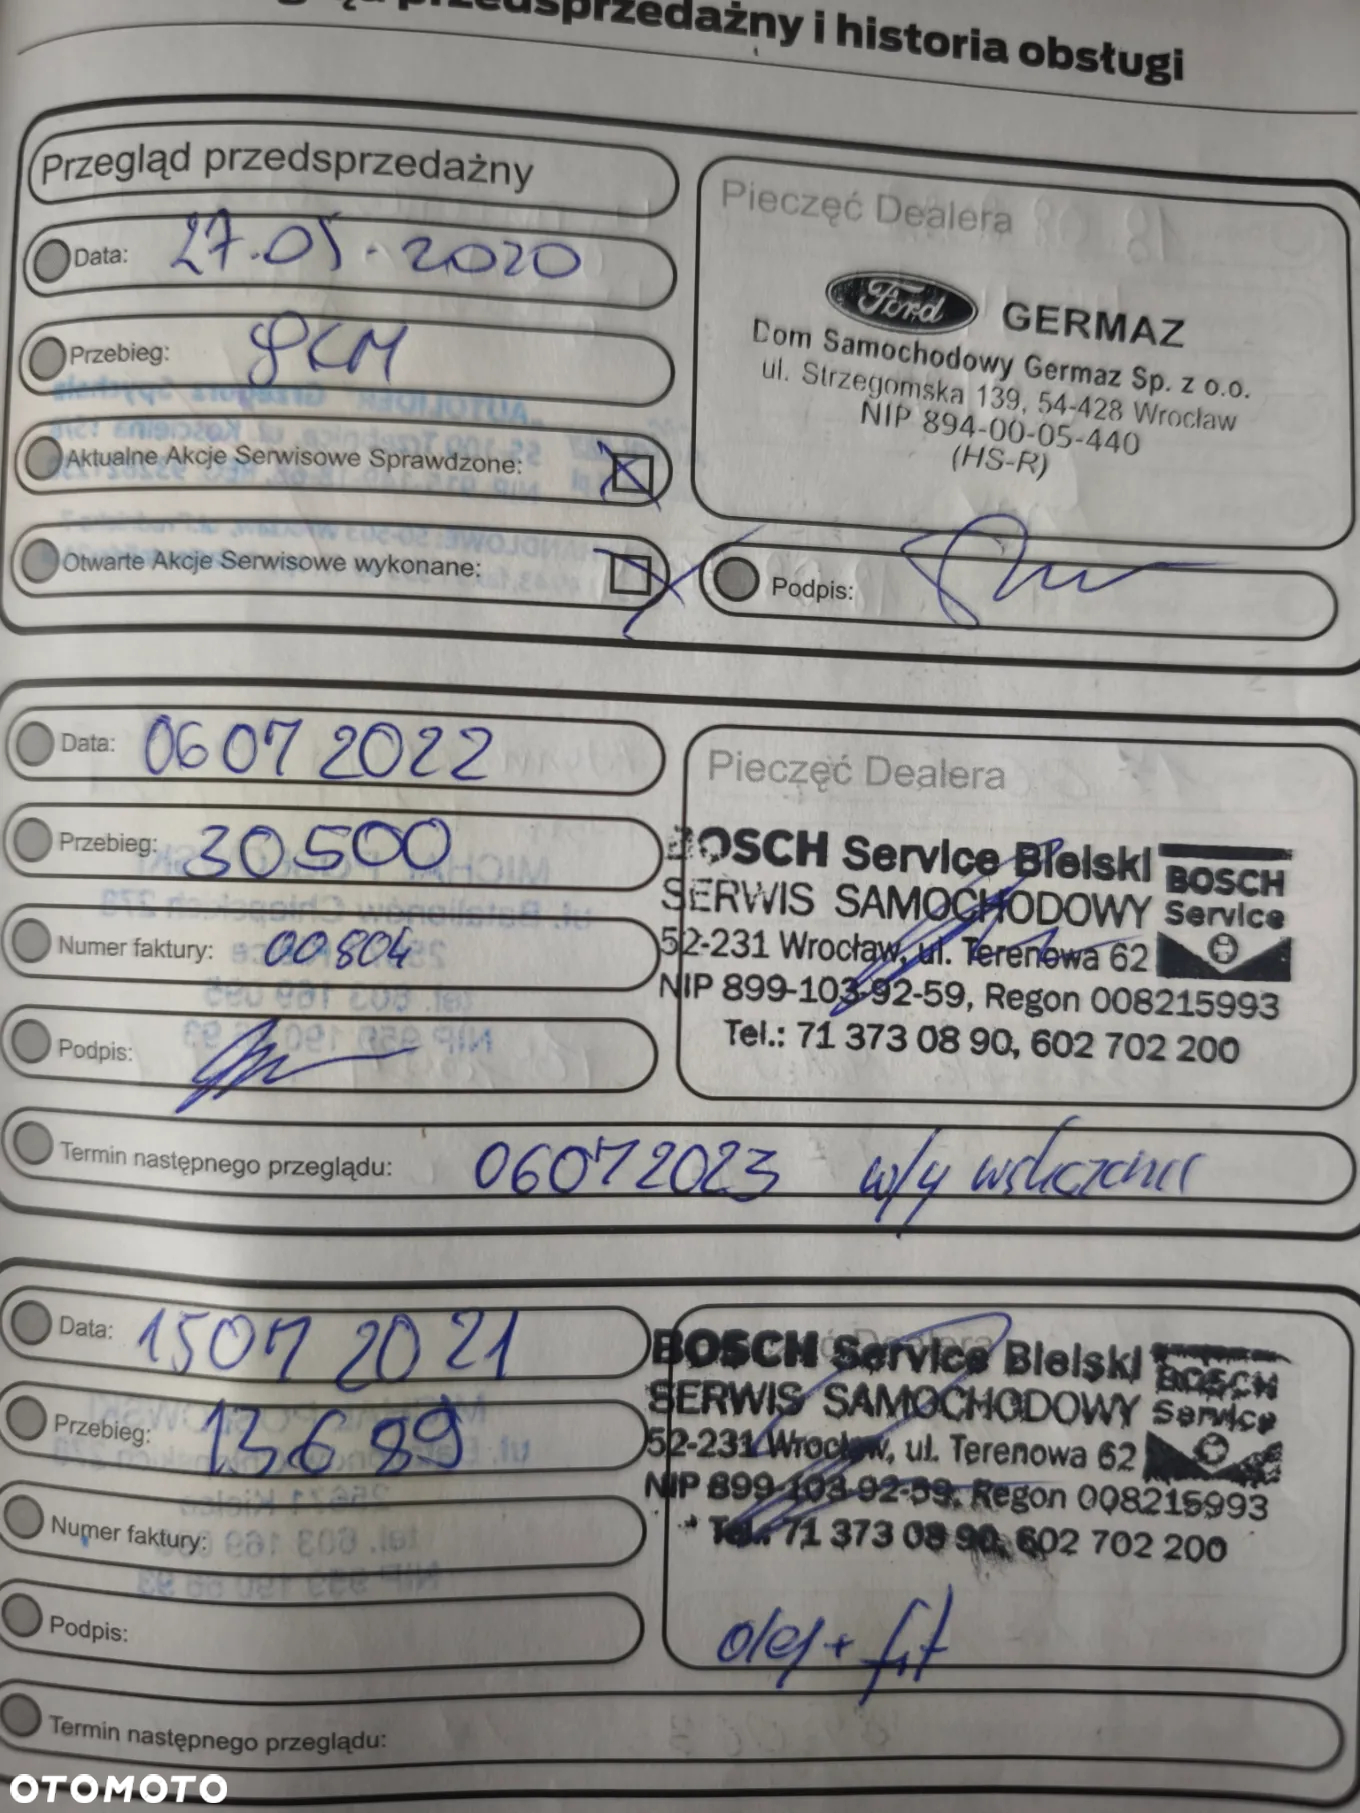 przedsprzedażny i historia obsługi
Przegląd przedsprzedażny
Data: 27.05.2020
Przebieg: 8KM
Aktualne Akcje Serwisowe Sprawdzone:
Otwarte Akcje Serwisowe wykonane:
Pieczęć Dealera
Ford GERMAZ
Dom Samochodowy Germaz Sp. z o.o.
ul. Strzegomska 139, 54-428 Wrocław
NIP 894-00-05-440
(HS-R)
Podpis:
Data: 06 07 2022
Przebieg: 30500
Numer faktury: 00804
Podpis:
Pieczęć Dealera
BOSCH Service Bielski
SERWIS SAMOCHODOWY
52-231 Wrocław, ul. Terenowa 62
NIP 899-103-92-59, Regon 008215993
Tel.: 71 373 08 90, 602 702 200
BOSCH
Service
Termin następnego przeglądu: 06 07 2023 w/y
Data: 15 07 2021
Przebieg: 13689
Numer faktury:
Podpis:
BOSCH Service Bielski
SERWIS SAMOCHODOWY
52-231 Wrocław, ul. Terenowa 62
NIP 899-103-92-59, Regon 008215993
Tel.: 71 373 08 90, 602 702 200
BOSCH
Service
olej + fit
Termin następnego przeglądu:
OTOMOTO